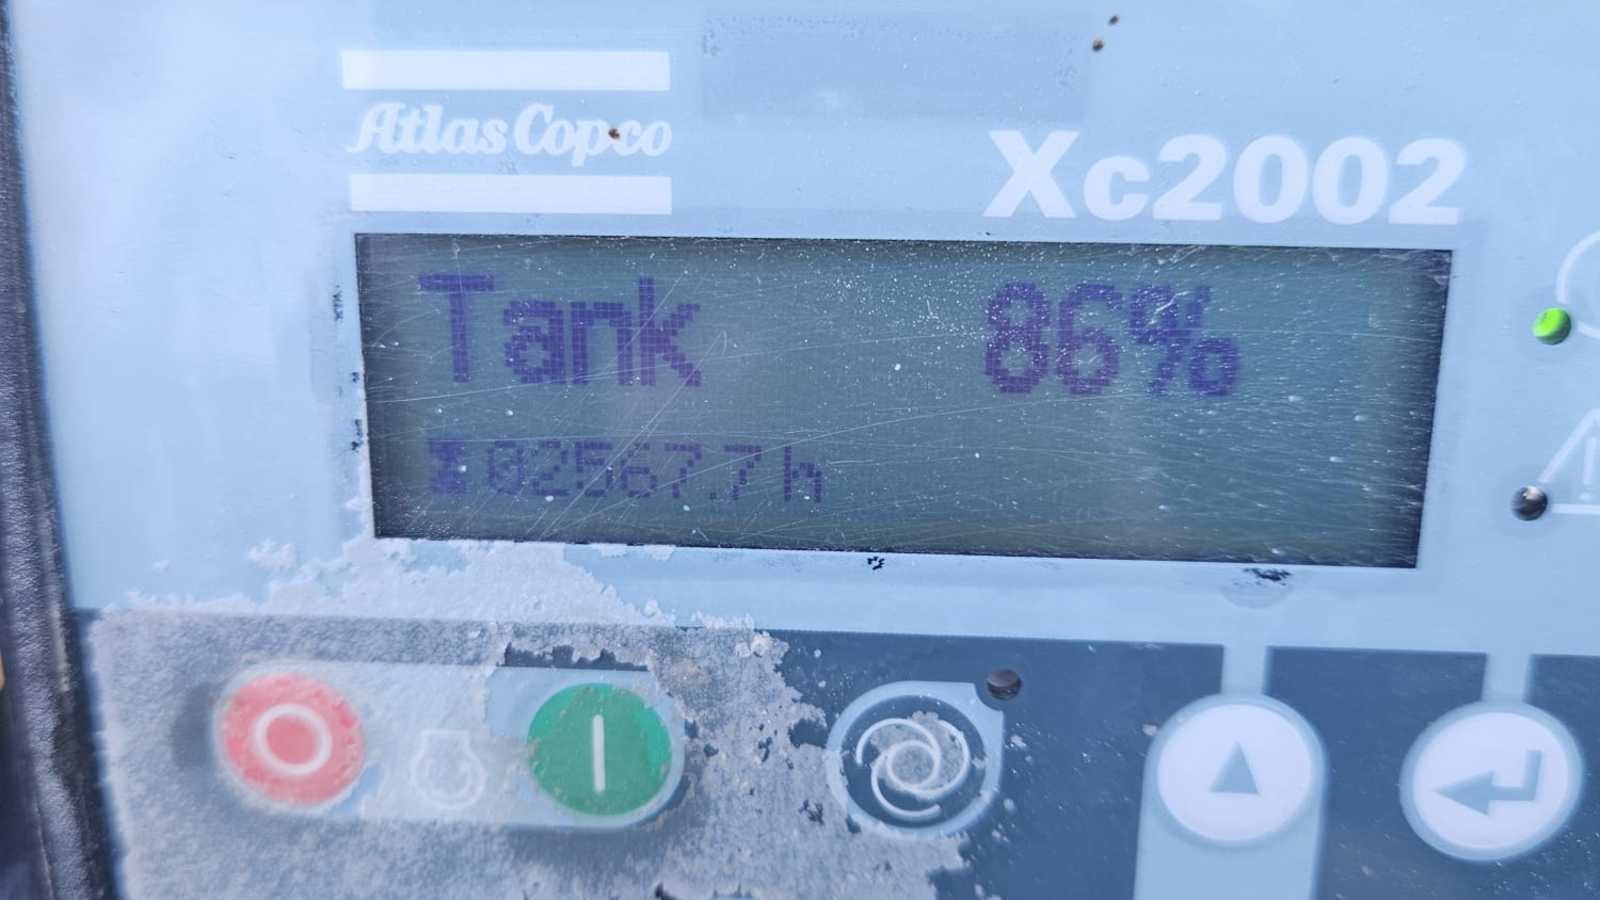 Atlas Copco
Xc2002
Tank 86%
02567.7 h